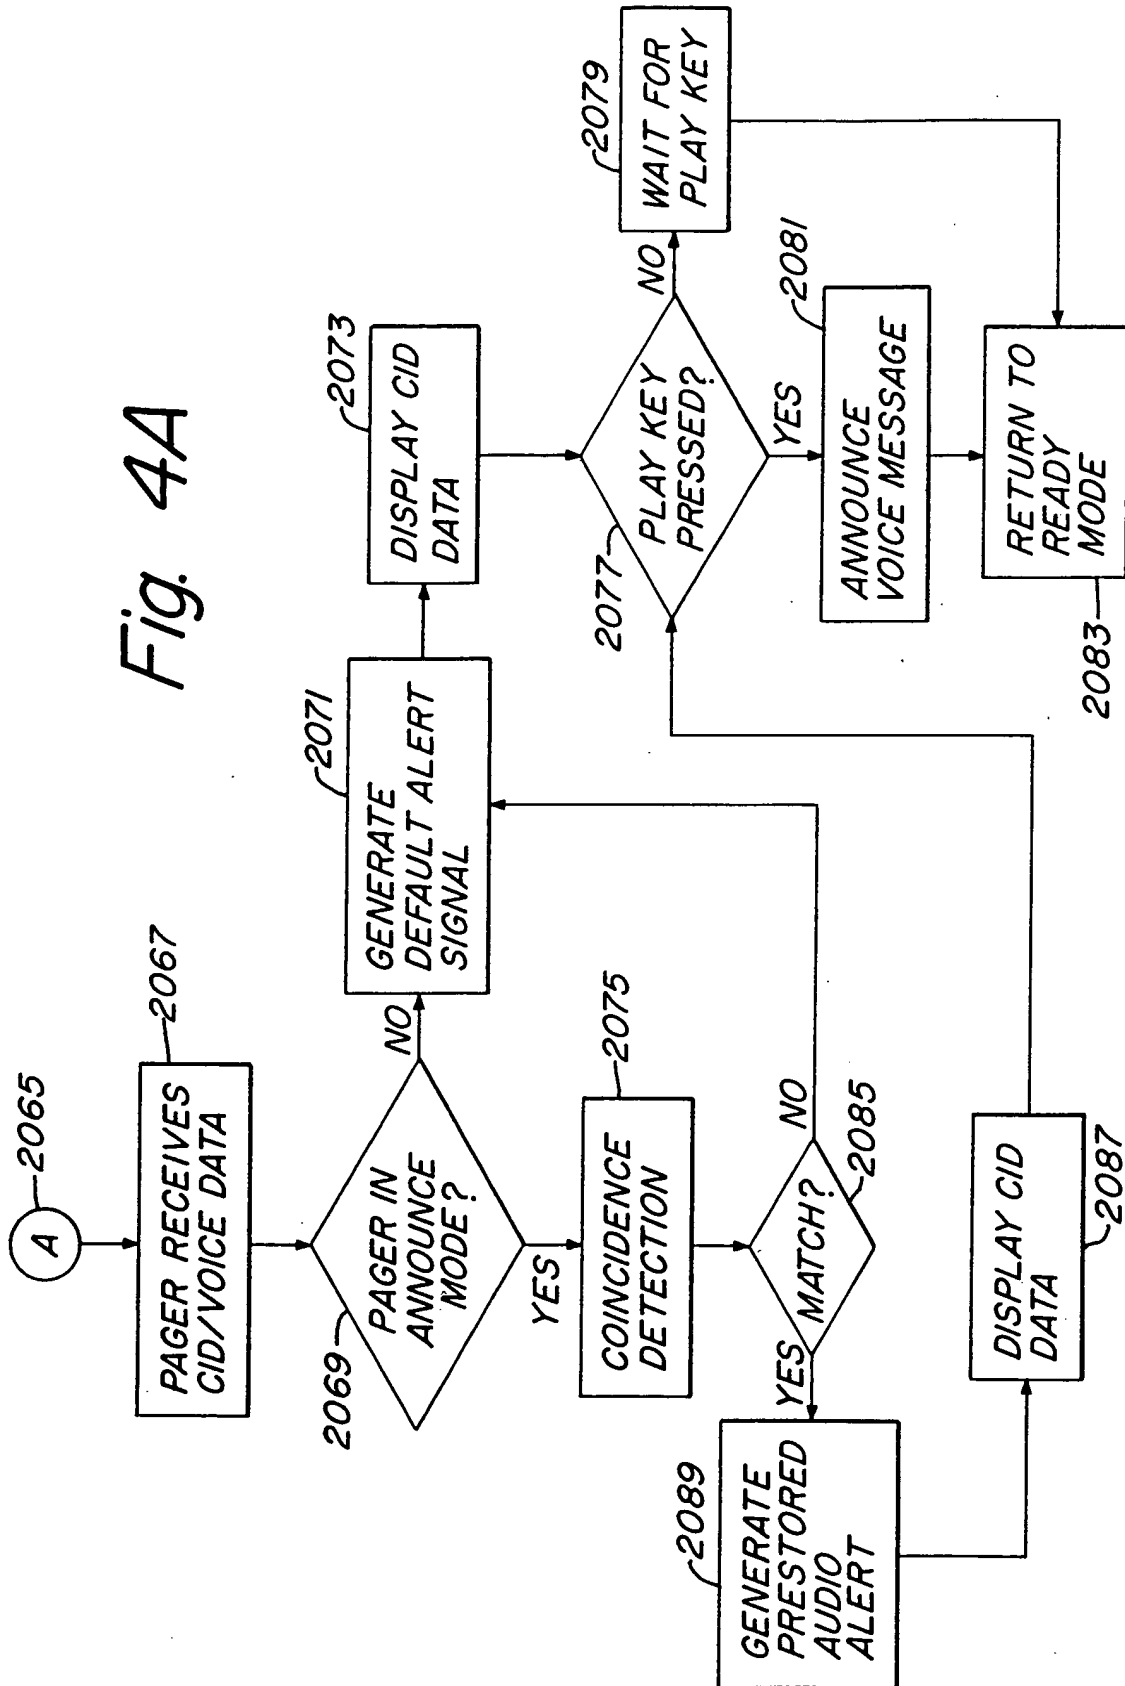 Fig. 4A
A
2065
PAGER RECEIVES
CID/VOICE DATA
2067
PAGER IN
ANNOUNCE
MODE?
2069
NO
YES
GENERATE
DEFAULT ALERT
SIGNAL
2071
DISPLAY CID
DATA
2073
COINCIDENCE
DETECTION
2075
MATCH?
2085
NO
YES
GENERATE
PRESTORED
AUDIO
ALERT
2089
DISPLAY CID
DATA
2087
PLAY KEY
PRESSED?
2077
NO
YES
WAIT FOR
PLAY KEY
2079
ANNOUNCE
VOICE MESSAGE
2081
RETURN TO
READY
MODE
2083